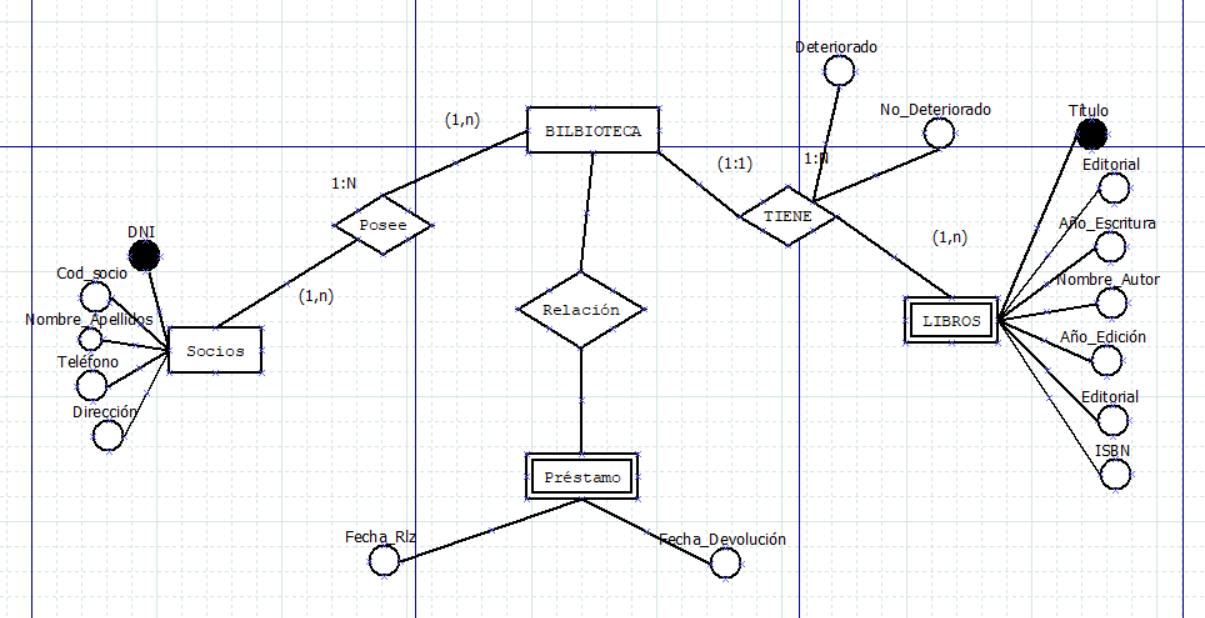 Deteriorado
No_Deteriorado
Título
(1,n)
BILBIOTECA
(1:1)
1:N
Editorial
1:N
Posee
TIENE
Año_Escritura
DNI
(1,n)
Cod_socio
(1,n)
Nombre_Autor
Nombre_Apellidos
Relación
LIBROS
Socios
Año_Edición
Teléfono
Dirección
Editorial
ISBN
Préstamo
Fecha_Rlz
Fecha_Devolución